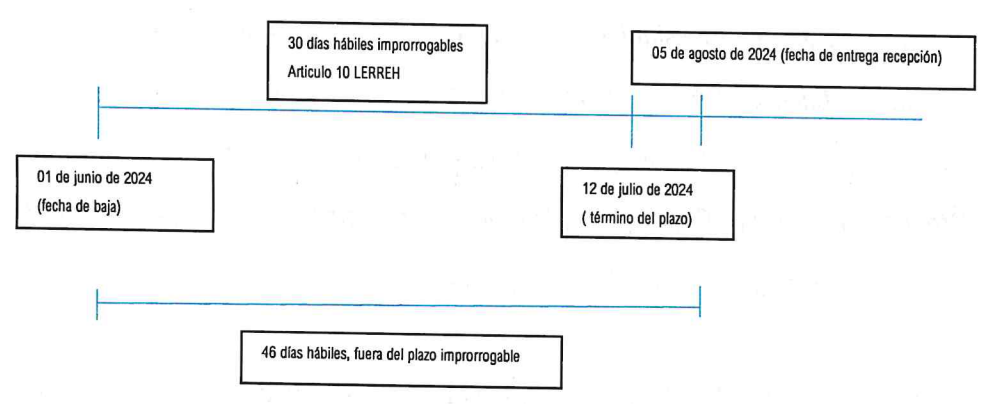 30 días hábiles improrrogables
Articulo 10 LERREH
05 de agosto de 2024 (fecha de entrega recepción)
01 de junio de 2024
(fecha de baja)
12 de julio de 2024
( término del plazo)
46 días hábiles, fuera del plazo improrrogable